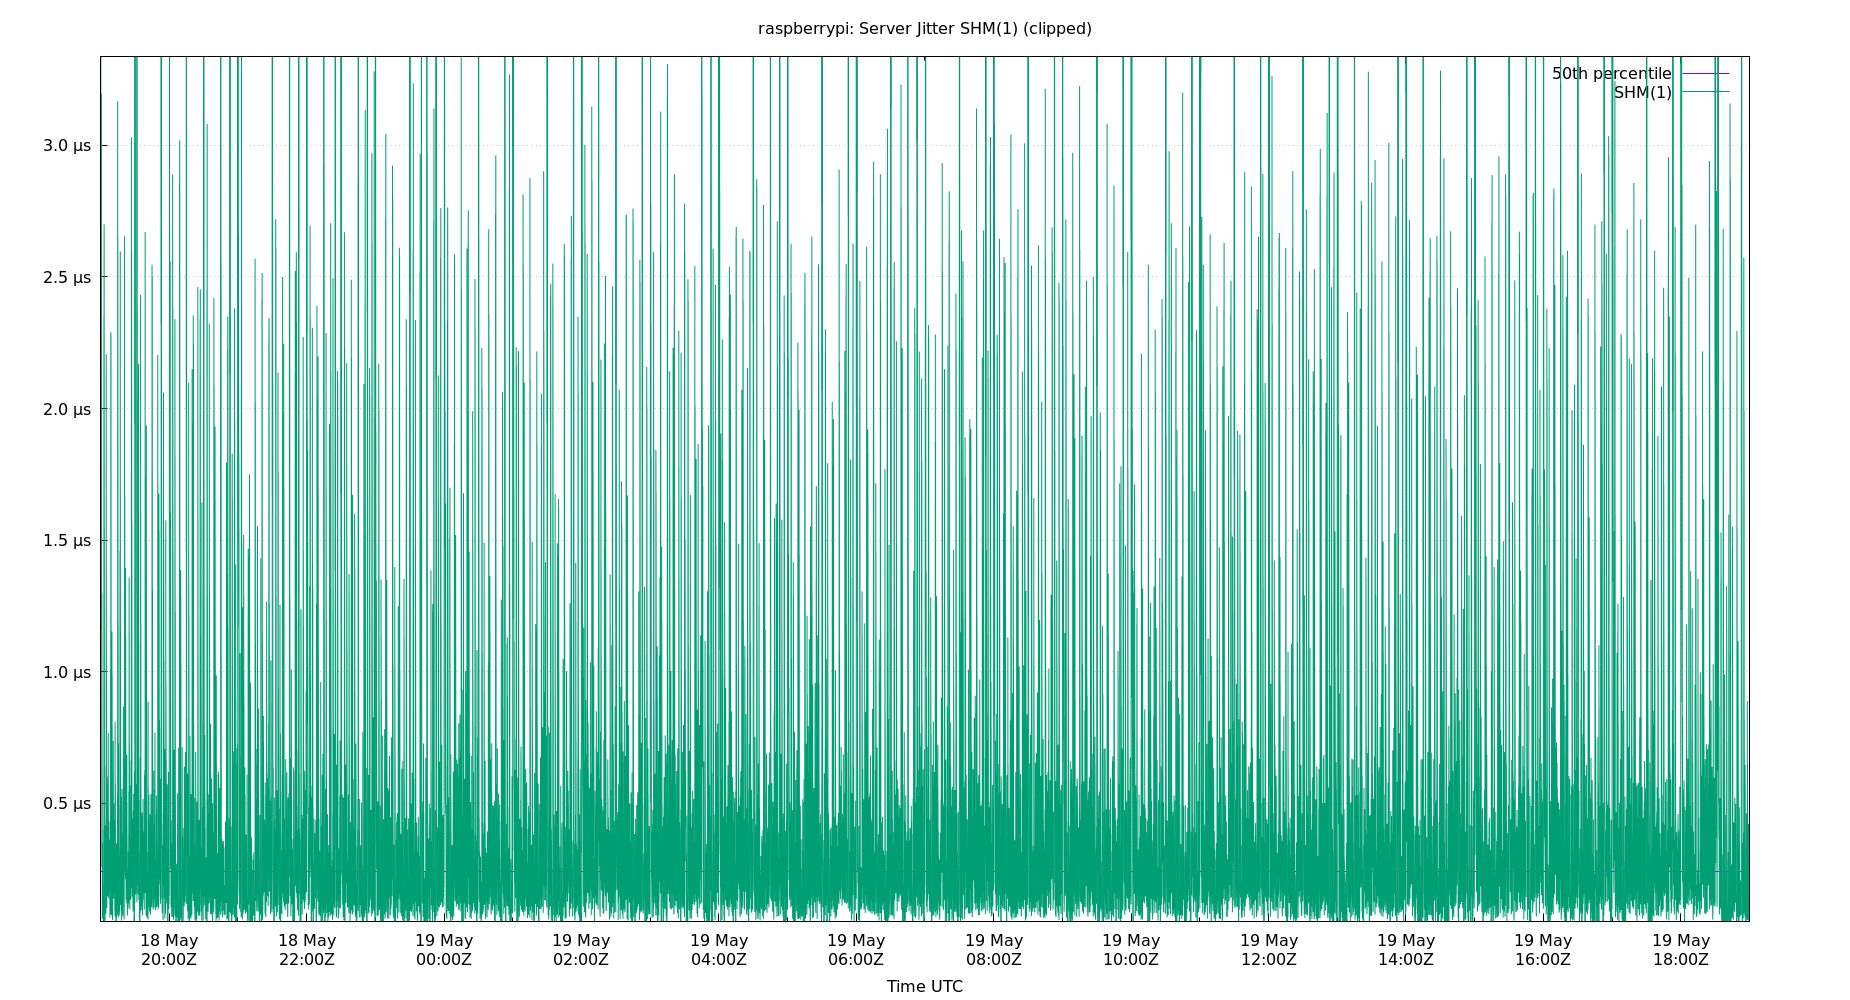 raspberrypi: Server Jitter SHM(1) (clipped)
50th percentile
SHM(1)
3.0 µs
2.5 µs
2.0 µs
1.5 µs
1.0 µs
0.5 µs
18 May 18 May 19 May 19 May 19 May 19 May 19 May 19 May 19 May 19 May 19 May 19 May
20:00Z 22:00Z 00:00Z 02:00Z 04:00Z 06:00Z 08:00Z 10:00Z 12:00Z 14:00Z 16:00Z 18:00Z
Time UTC